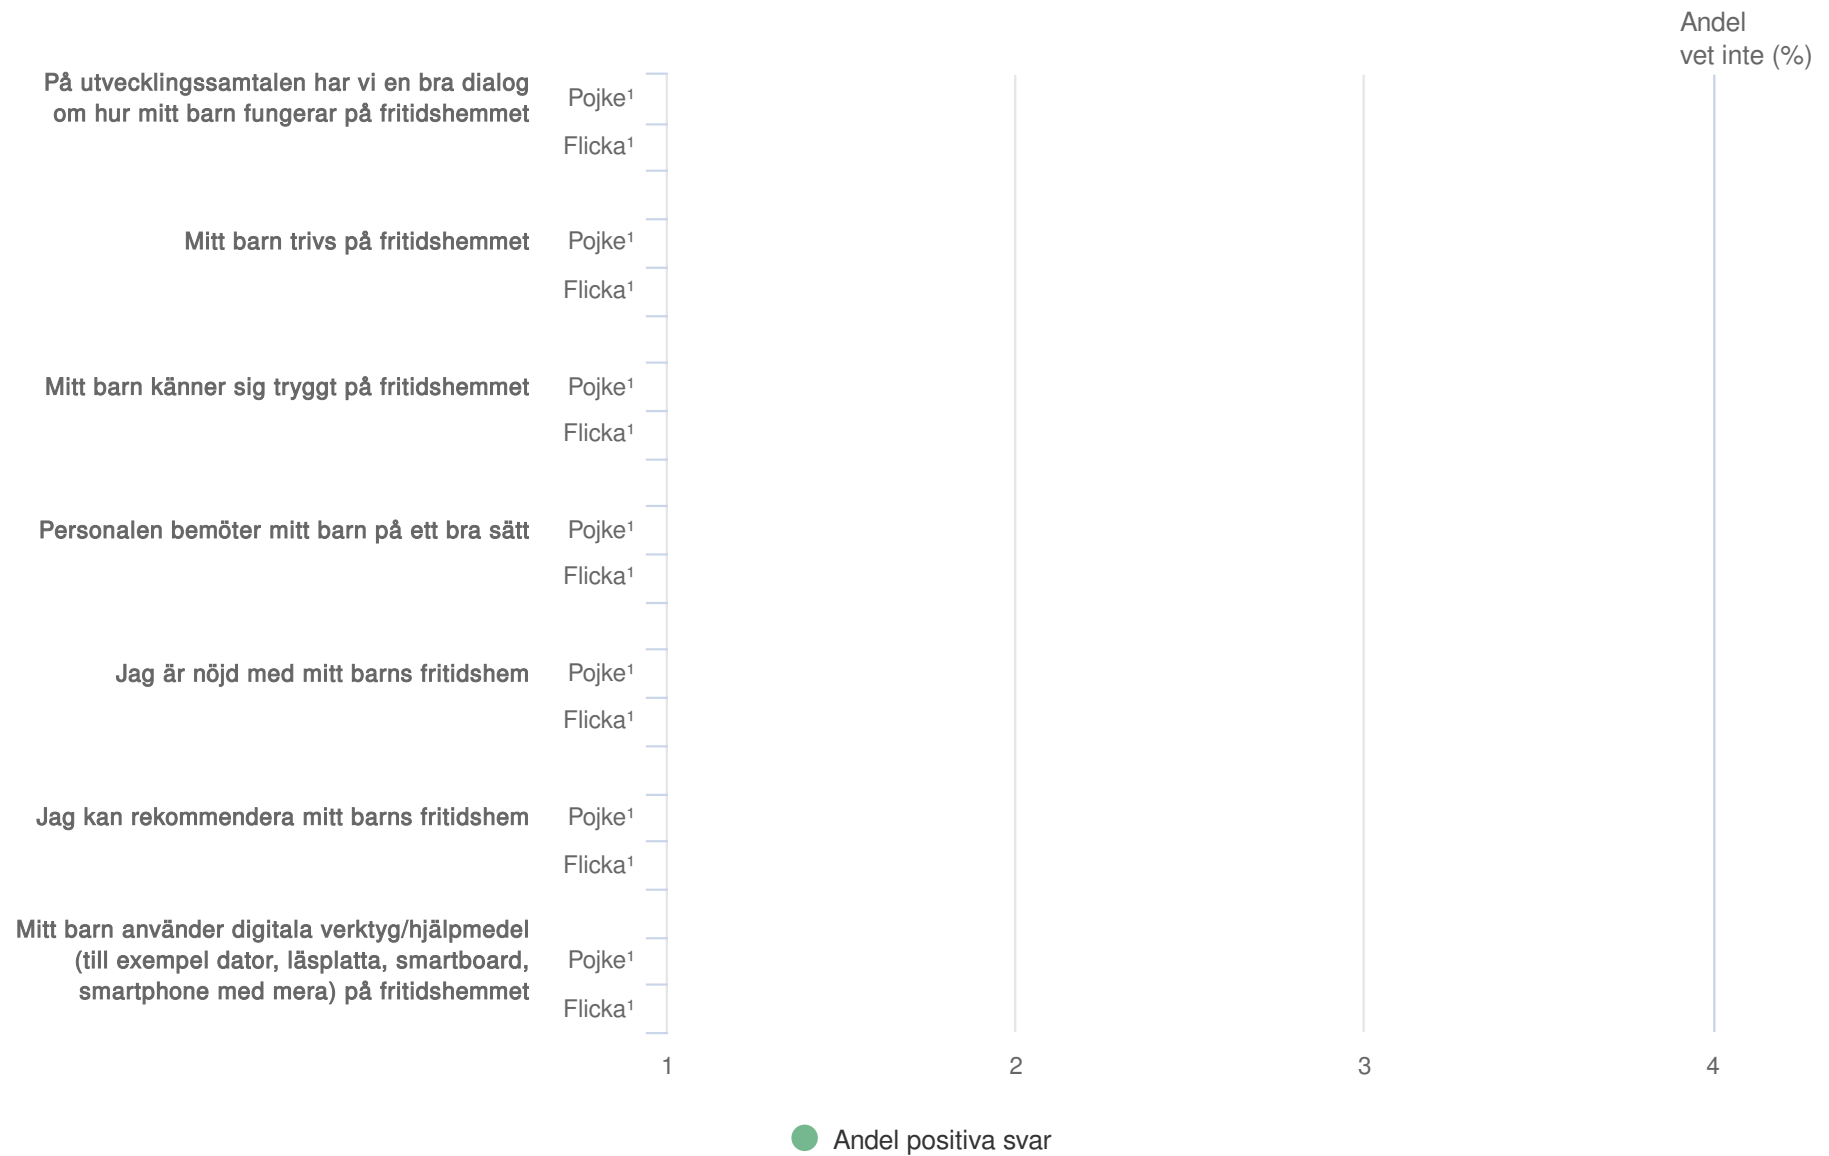 Andel
vet inte (%)
På utvecklingssamtalen har vi en bra dialog
om hur mitt barn fungerar på fritidshemmet
Pojke¹
Flicka¹
Mitt barn trivs på fritidshemmet
Pojke¹
Flicka¹
Mitt barn känner sig tryggt på fritidshemmet
Pojke¹
Flicka¹
Personalen bemöter mitt barn på ett bra sätt
Pojke¹
Flicka¹
Jag är nöjd med mitt barns fritidshem
Pojke¹
Flicka¹
Jag kan rekommendera mitt barns fritidshem
Pojke¹
Flicka¹
Mitt barn använder digitala verktyg/hjälpmedel
(till exempel dator, läsplatta, smartboard,
smartphone med mera) på fritidshemmet
Pojke¹
Flicka¹
1 2 3 4
Andel positiva svar